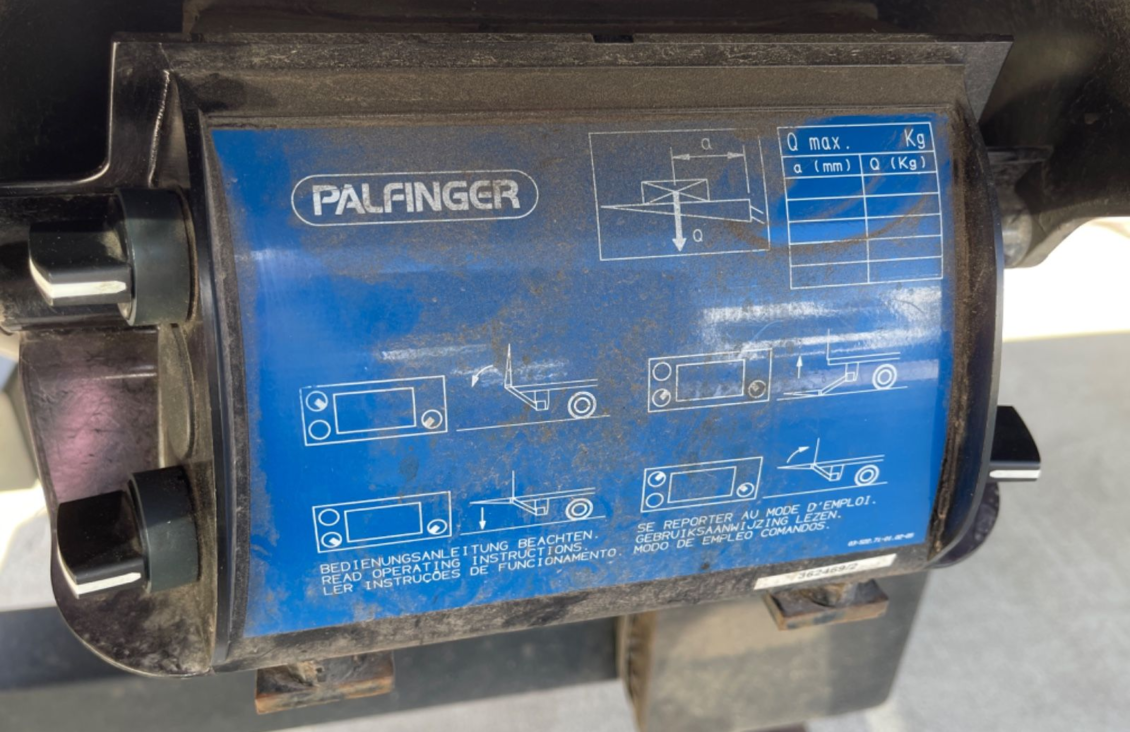 PALFINGER
a
Q
Q max. Kg
a (mm) Q (Kg)
BEDIENUNGSANLEITUNG BEACHTEN.
READ OPERATING INSTRUCTIONS.
LER INSTRUÇÕES DE FUNCIONAMENTO.
SE REPORTER AU MODE D'EMPLOI.
GEBRUIKSAANWIJZING LEZEN.
MODO DE EMPLEO COMANDOS.